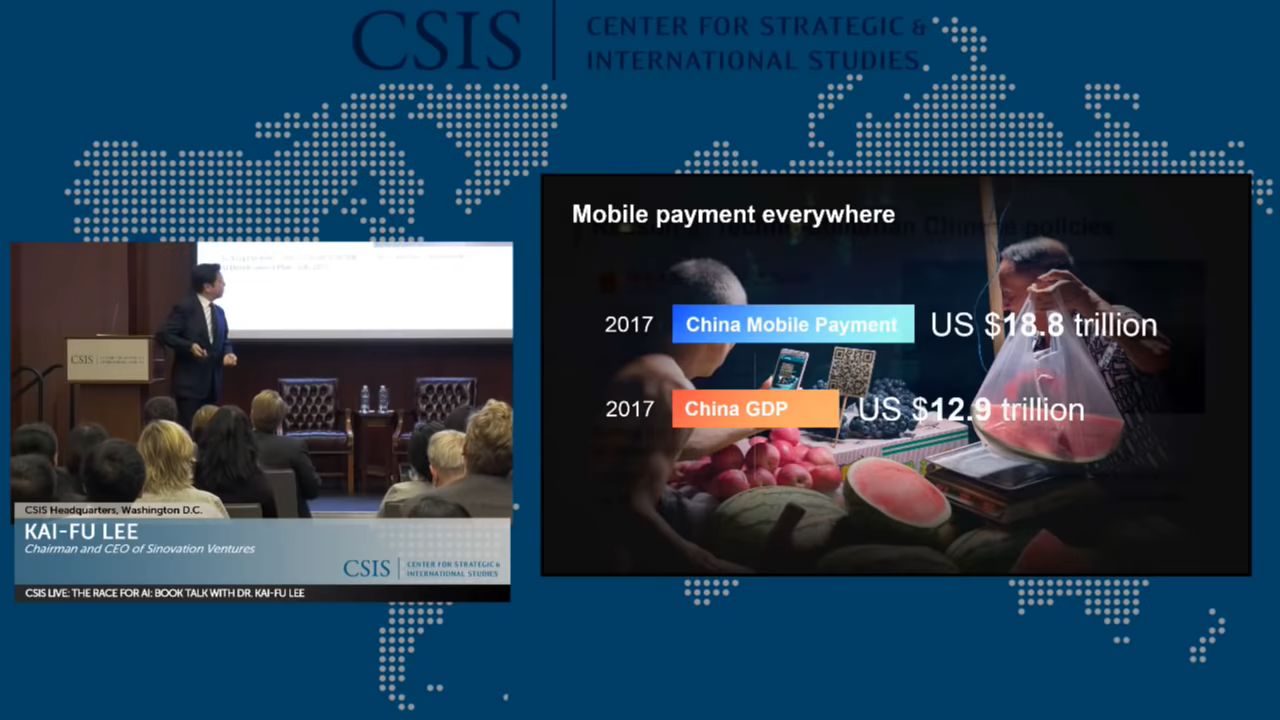 CSIS
CENTER FOR STRATEGIC &
INTERNATIONAL STUDIES
Mobile payment everywhere
2017
China Mobile Payment
US $18.8 trillion
2017
China GDP
US $12.9 trillion
CSIS
CSIS Headquarters, Washington D.C.
KAI-FU LEE
Chairman and CEO of Sinovation Ventures
CSIS
CENTER FOR STRATEGIC &
INTERNATIONAL STUDIES
CSIS LIVE: THE RACE FOR AI: BOOK TALK WITH DR. KAI-FU LEE